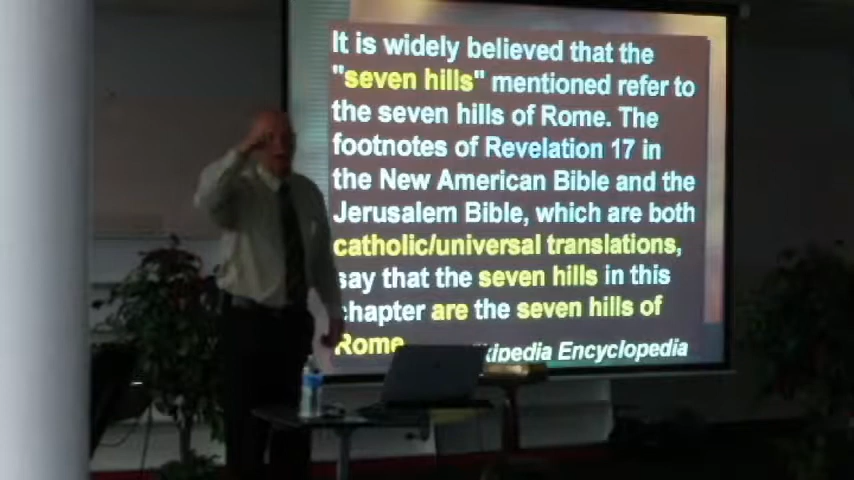 It is widely believed that the
"seven hills" mentioned refer to
the seven hills of Rome. The
footnotes of Revelation 17 in
the New American Bible and the
Jerusalem Bible, which are both
catholic/universal translations,
say that the seven hills in this
chapter are the seven hills of
Rome
kipedia Encyclopedia